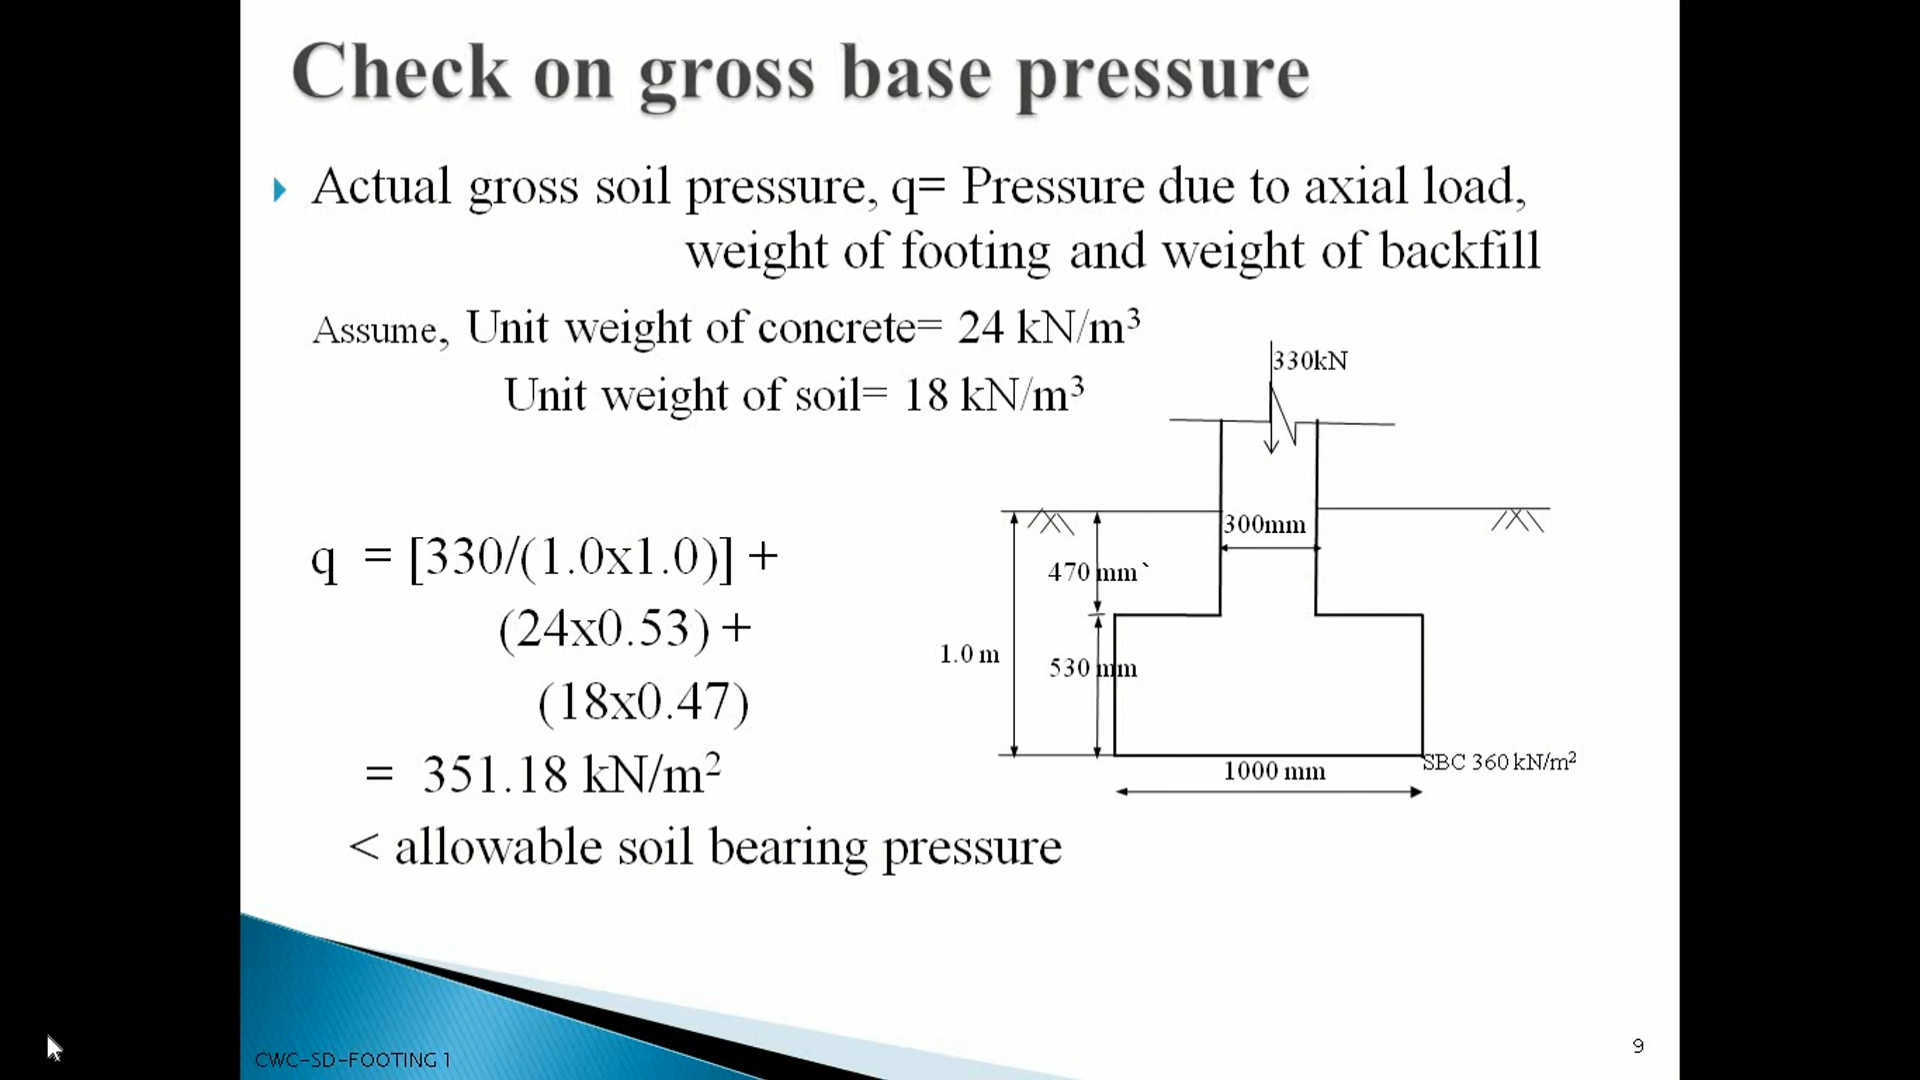 Check on gross base pressure
Actual gross soil pressure, q= Pressure due to axial load,
weight of footing and weight of backfill
Assume, Unit weight of concrete= 24 kN/m³
Unit weight of soil= 18 kN/m³
330kN
300mm
470 mm`
1.0 m
530 mm
1000 mm
SBC 360 kN/m²
q = [330/(1.0x1.0)] +
(24x0.53) +
(18x0.47)
= 351.18 kN/m²
< allowable soil bearing pressure
CWC-SD-FOOTING 1
9